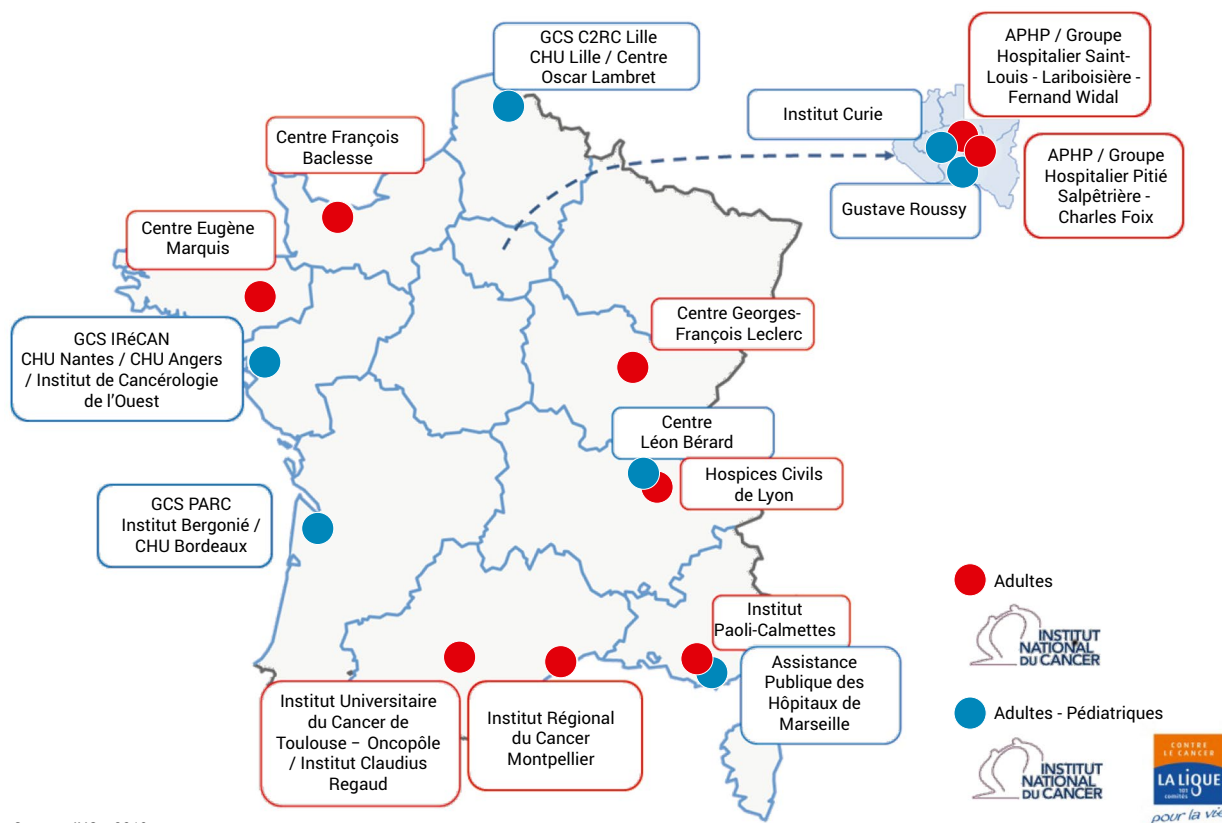 GCS C2RC Lille
CHU Lille / Centre
Oscar Lambret
APHP / Groupe
Hospitalier Saint-
Louis - Lariboisière -
Fernand Widal
Institut Curie
Centre François
Baclesse
APHP / Groupe
Hospitalier Pitié
Salpêtrière -
Charles Foix
Gustave Roussy
Centre Eugène
Marquis
Centre Georges-
François Leclerc
GCS IRéCAN
CHU Nantes / CHU Angers
/ Institut de Cancérologie
de l'Ouest
Centre
Léon Bérard
Hospices Civils
de Lyon
GCS PARC
Institut Bergonié /
CHU Bordeaux
Institut
Paoli-Calmettes
Assistance
Publique des
Hôpitaux de
Marseille
Institut Universitaire
du Cancer de
Toulouse – Oncopôle
/ Institut Claudius
Regaud
Institut Régional
du Cancer
Montpellier
Adultes
INSTITUT
NATIONAL
DU CANCER
Adultes - Pédiatriques
INSTITUT
NATIONAL
DU CANCER
CONTRE
LE CANCER
LA LIGUE
101
comités
pour la vie